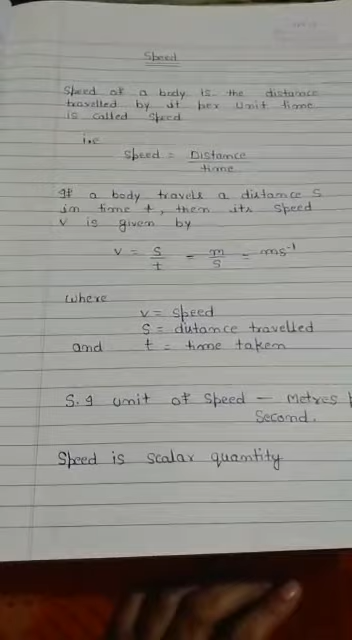 Speed
Speed of a body is the distance
travelled by it per unit time
is called speed
i.e
Speed = Distance / time
If a body travels a distance S
in time t, then its speed
v is given by
v = S/t = m/s = ms⁻¹
where
v = speed
S = distance travelled
and t = time taken
S.I unit of speed — Metres
Second.
Speed is scalar quantity